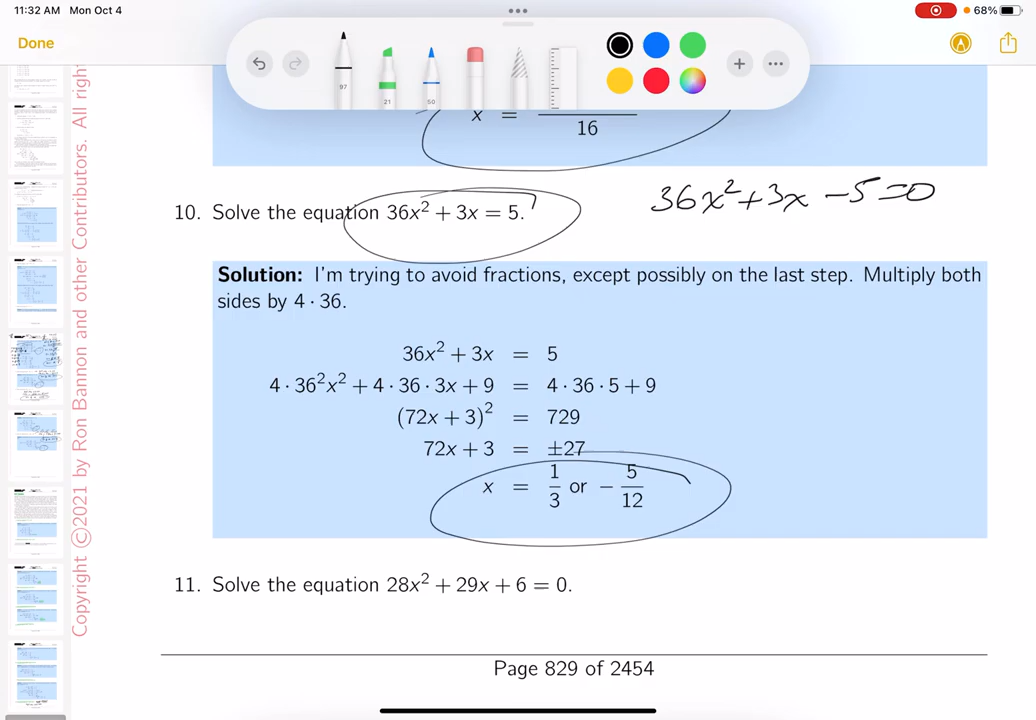 11:32 AM Mon Oct 4
68%
Done
97
21
50
x =
16
36x² + 3x − 5 = 0
10. Solve the equation 36x² + 3x = 5.
Solution: I'm trying to avoid fractions, except possibly on the last step. Multiply both
sides by 4 · 36.
36x² + 3x = 5
4 · 36²x² + 4 · 36 · 3x + 9 = 4 · 36 · 5 + 9
(72x + 3)² = 729
72x + 3 = ±27
x = 1/3 or − 5/12
11. Solve the equation 28x² + 29x + 6 = 0.
Page 829 of 2454
Copyright ©2021 by Ron Bannon and other Contributors. All righ